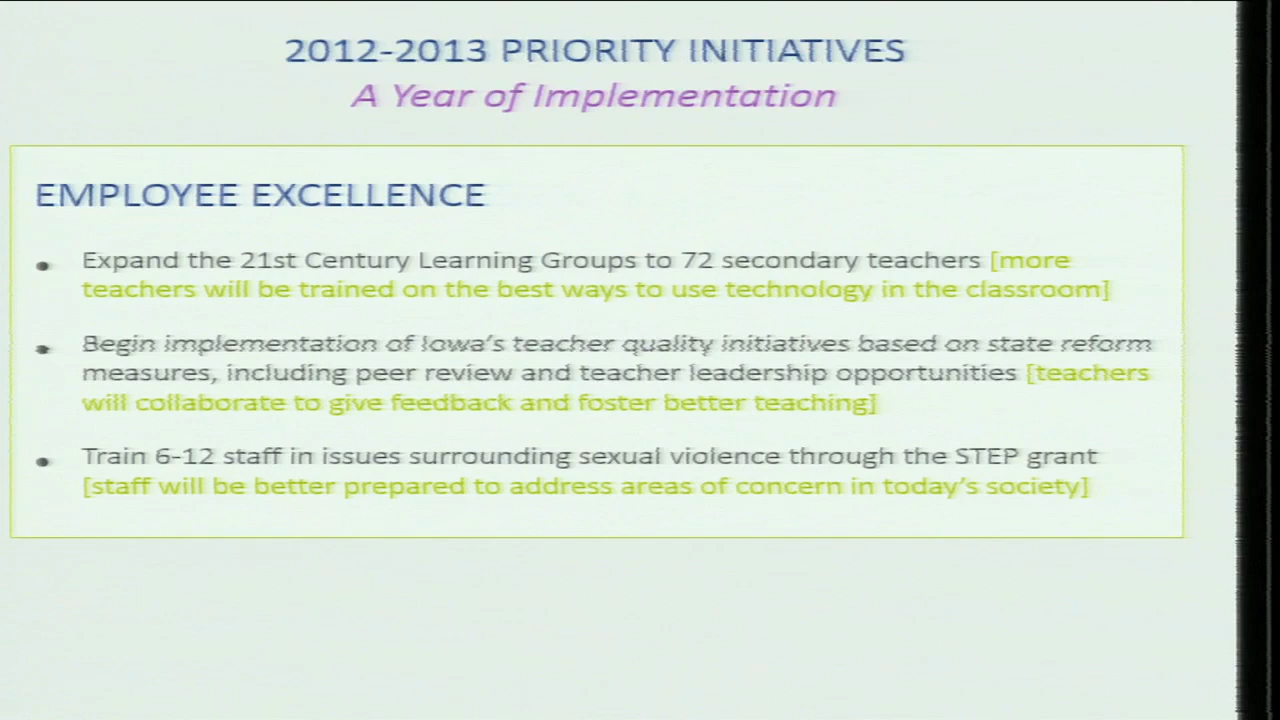 2012-2013 PRIORITY INITIATIVES
A Year of Implementation
EMPLOYEE EXCELLENCE
• Expand the 21st Century Learning Groups to 72 secondary teachers [more
teachers will be trained on the best ways to use technology in the classroom]
• Begin implementation of Iowa's teacher quality initiatives based on state reform
measures, including peer review and teacher leadership opportunities [teachers
will collaborate to give feedback and foster better teaching]
• Train 6-12 staff in issues surrounding sexual violence through the STEP grant
[staff will be better prepared to address areas of concern in today's society]